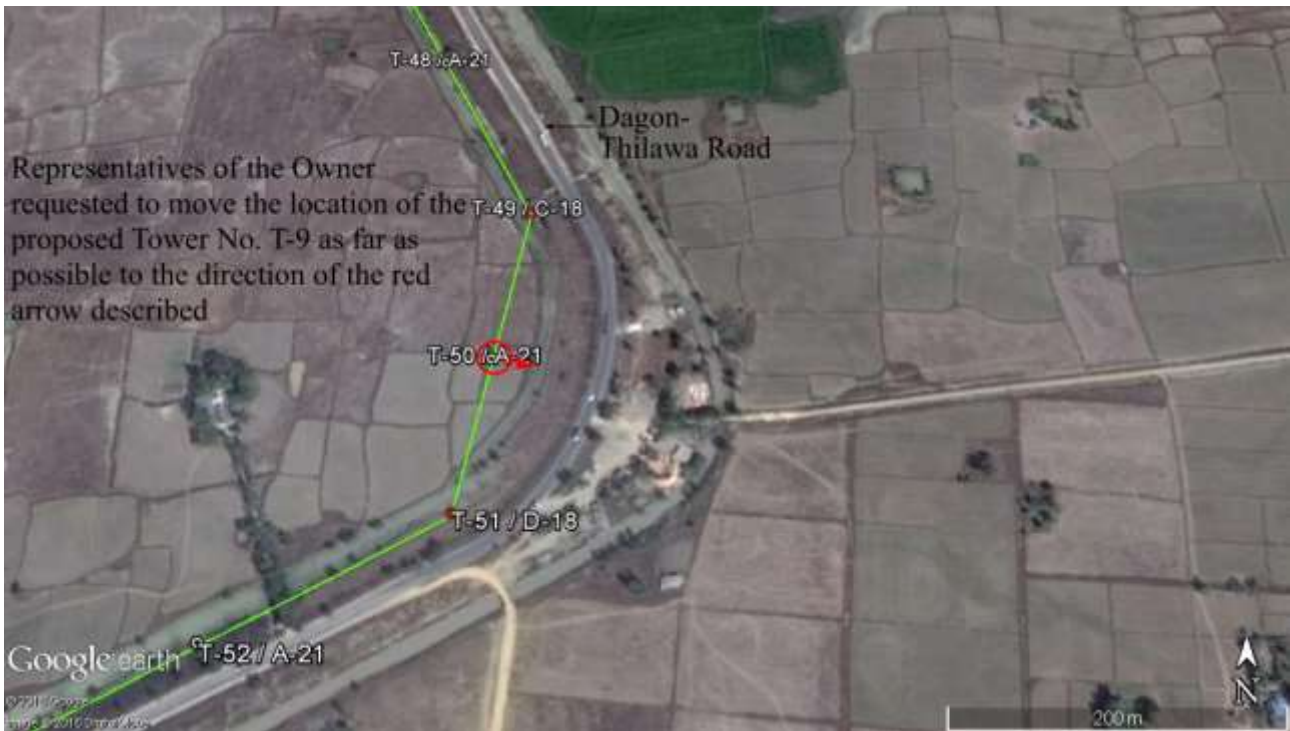 T-48 / A-21
Dagon-
Thilawa Road
Representatives of the Owner
requested to move the location of the
proposed Tower No. T-9 as far as
possible to the direction of the red
arrow described
T-49 / C-18
T-50 / A-21
T-51 / D-18
T-52 / A-21
Google earth
200 m
N